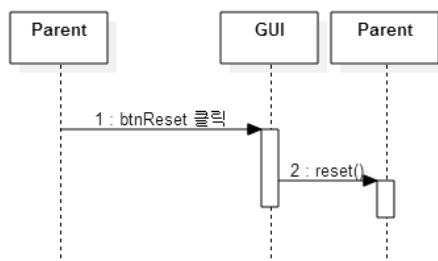 Parent
GUI
Parent
1 : btnReset 클릭
2 : reset()